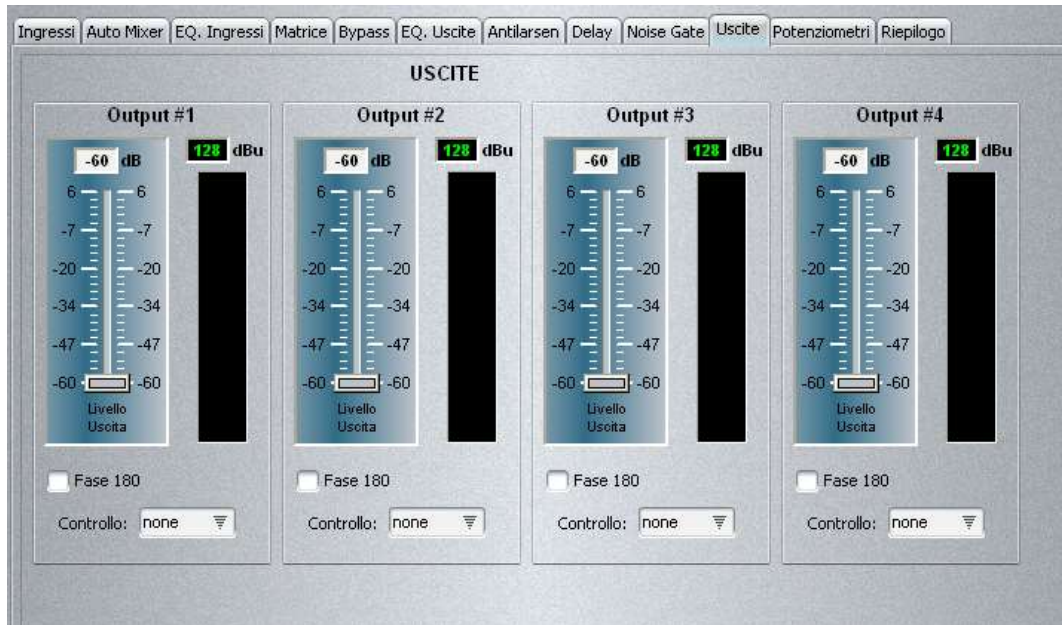 Ingressi Auto Mixer EQ. Ingressi Matrice Bypass EQ. Uscite Antilarsen Delay Noise Gate Uscite Potenziometri Riepilogo
USCITE
Output #1 Output #2 Output #3 Output #4
-60 dB 128 dBu -60 dB 128 dBu -60 dB 128 dBu -60 dB 128 dBu
6 6 6 6 6 6 6 6
-7 -7 -7 -7 -7 -7 -7 -7
-20 -20 -20 -20 -20 -20 -20 -20
-34 -34 -34 -34 -34 -34 -34 -34
-47 -47 -47 -47 -47 -47 -47 -47
-60 -60 -60 -60 -60 -60 -60 -60
Livello Livello Livello Livello
Uscita Uscita Uscita Uscita
Fase 180 Fase 180 Fase 180 Fase 180
Controllo: none Controllo: none Controllo: none Controllo: none